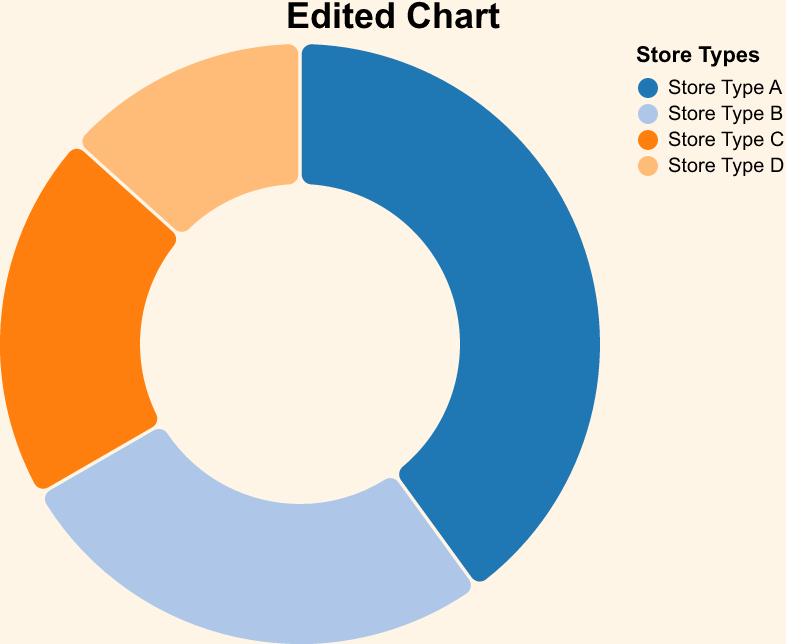 Edited Chart
Store Types
Store Type A
Store Type B
Store Type C
Store Type D